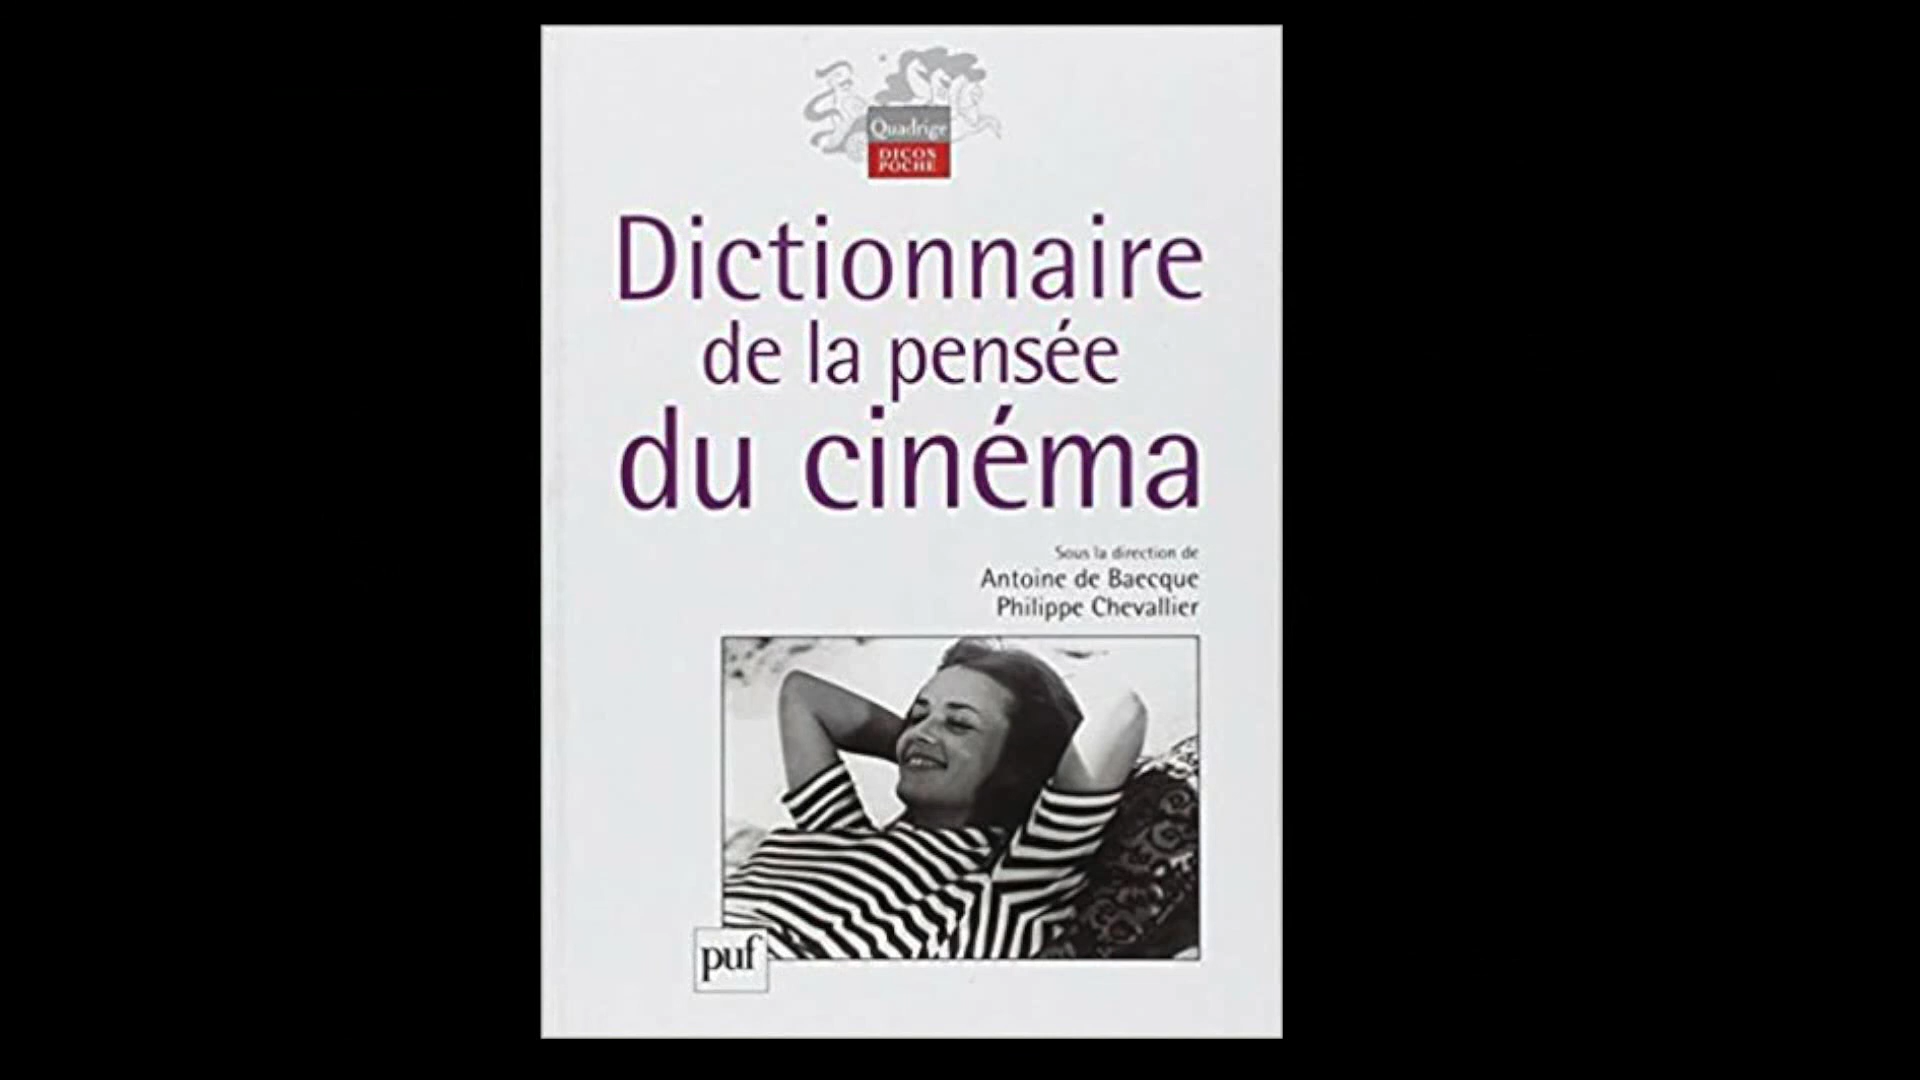 Quadrige
DICOS
POCHE
Dictionnaire
de la pensée
du cinéma
Sous la direction de
Antoine de Baecque
Philippe Chevallier
puf